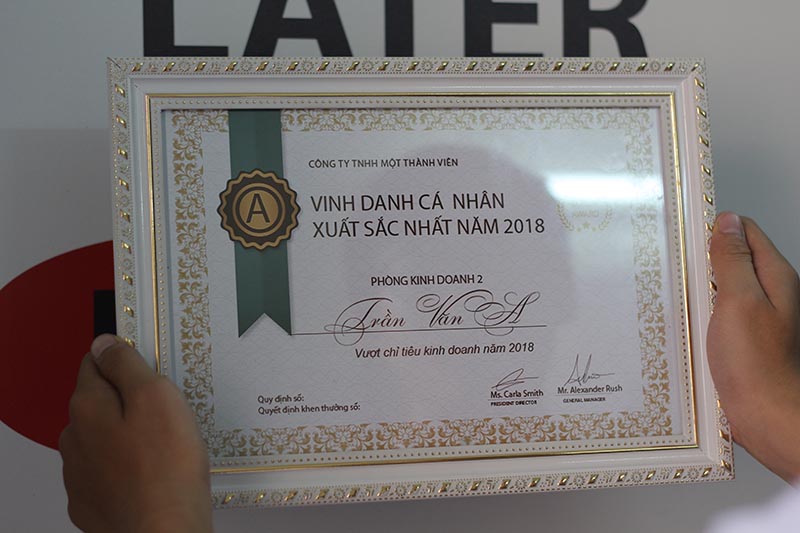 LATER
CÔNG TY TNHH MỘT THÀNH VIÊN
A
VINH DANH CÁ NHÂN
XUẤT SẮC NHẤT NĂM 2018
AWARD
PHÒNG KINH DOANH 2
Trần Văn A
Vượt chỉ tiêu kinh doanh năm 2018
Quy định số:
Quyết định khen thưởng số:
Ms. Carla Smith
PRESIDENT DIRECTOR
Mr. Alexander Rush
GENERAL MANAGER